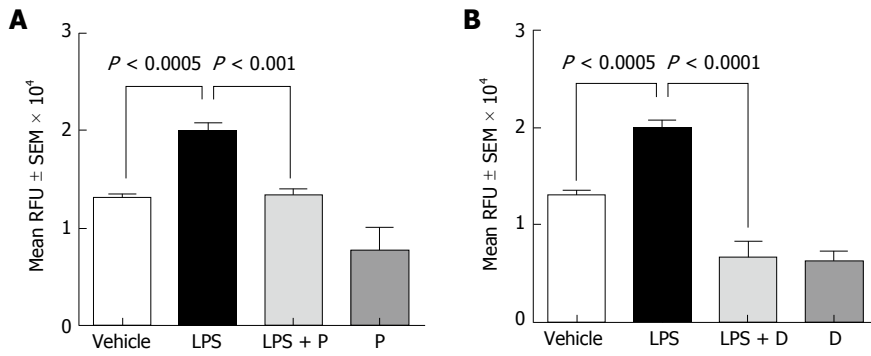 A
Mean RFU ± SEM × 10⁴
3
2
1
0
P < 0.0005
P < 0.001
Vehicle
LPS
LPS + P
P
B
Mean RFU ± SEM × 10⁴
3
2
1
0
P < 0.0005
P < 0.0001
Vehicle
LPS
LPS + D
D